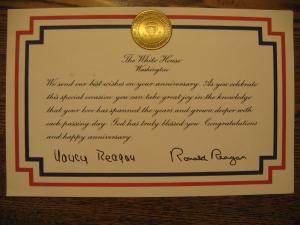 The White House
Washington
We send our best wishes on your anniversary. As you celebrate
this special occasion you can take great joy in the knowledge
that your love has spanned the years and grown deeper with
each passing day. God has truly blessed you. Congratulations
and happy anniversary.
Nancy Reagan Ronald Reagan